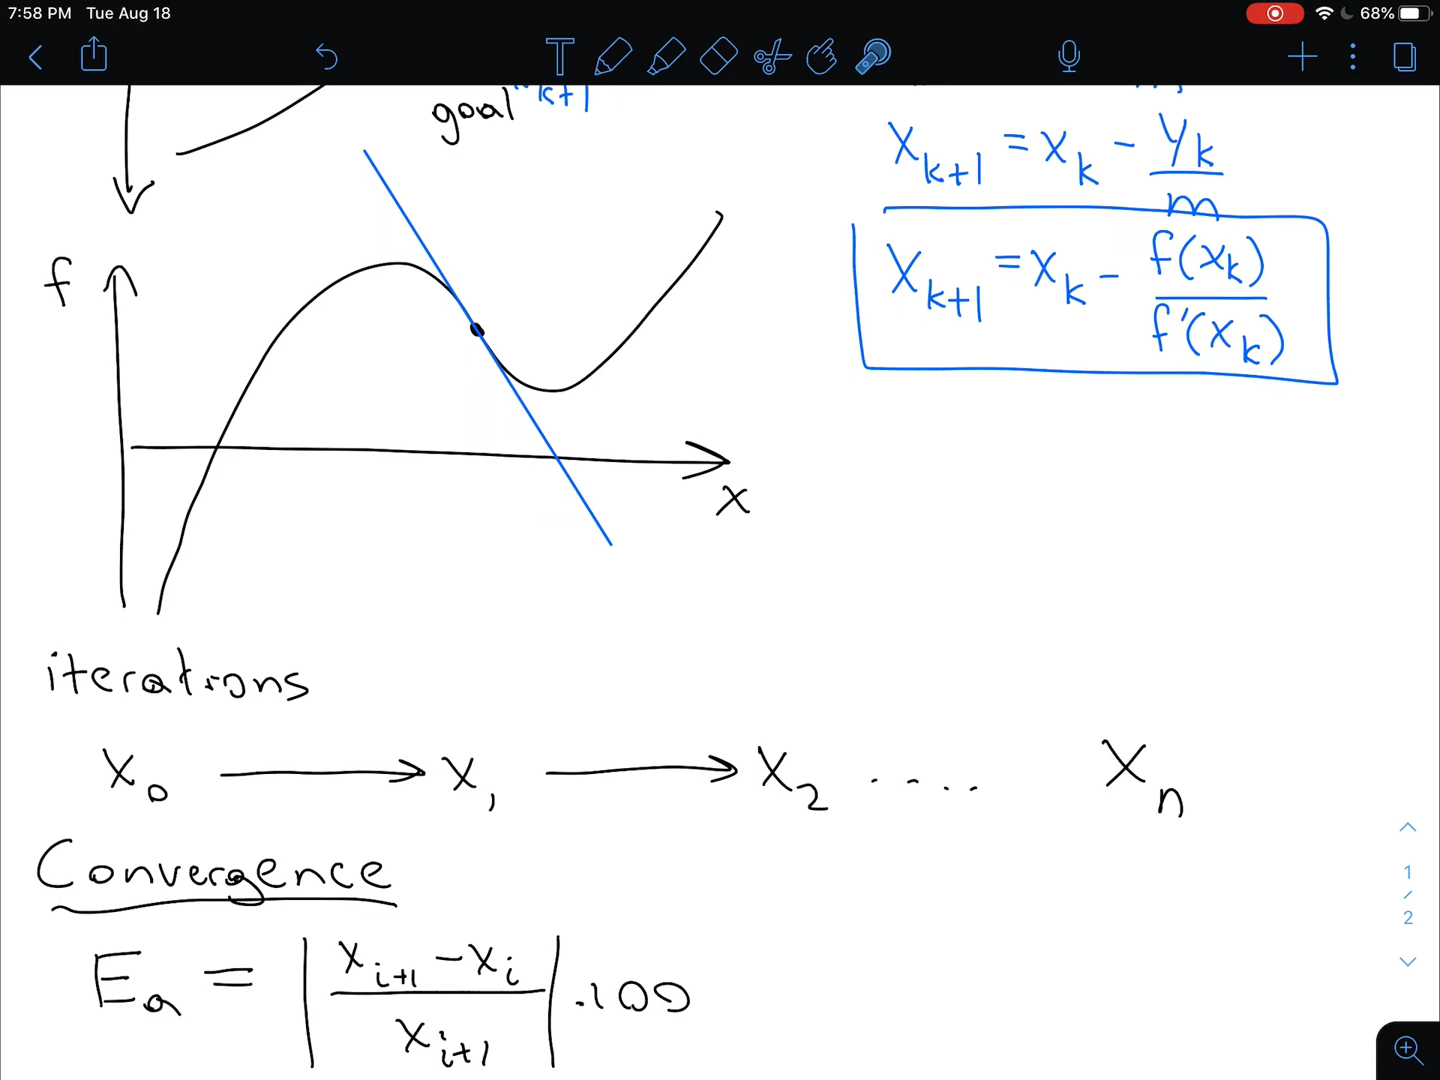 7:58 PM Tue Aug 18
68%
T
goal k+1
x_{k+1} = x_k - y_k / m
x_{k+1} = x_k - f(x_k) / f'(x_k)
f
x
iterations
x_0 → x_1 → x_2 ..... x_n
Convergence
E_a = | (x_{i+1} - x_i) / x_{i+1} | .100
1
/
2